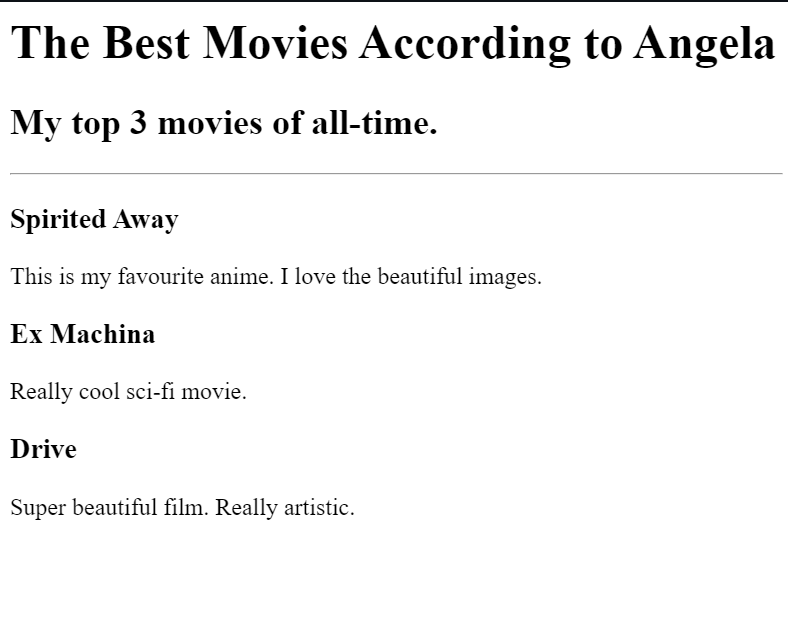 The Best Movies According to Angela
My top 3 movies of all-time.
Spirited Away
This is my favourite anime. I love the beautiful images.
Ex Machina
Really cool sci-fi movie.
Drive
Super beautiful film. Really artistic.